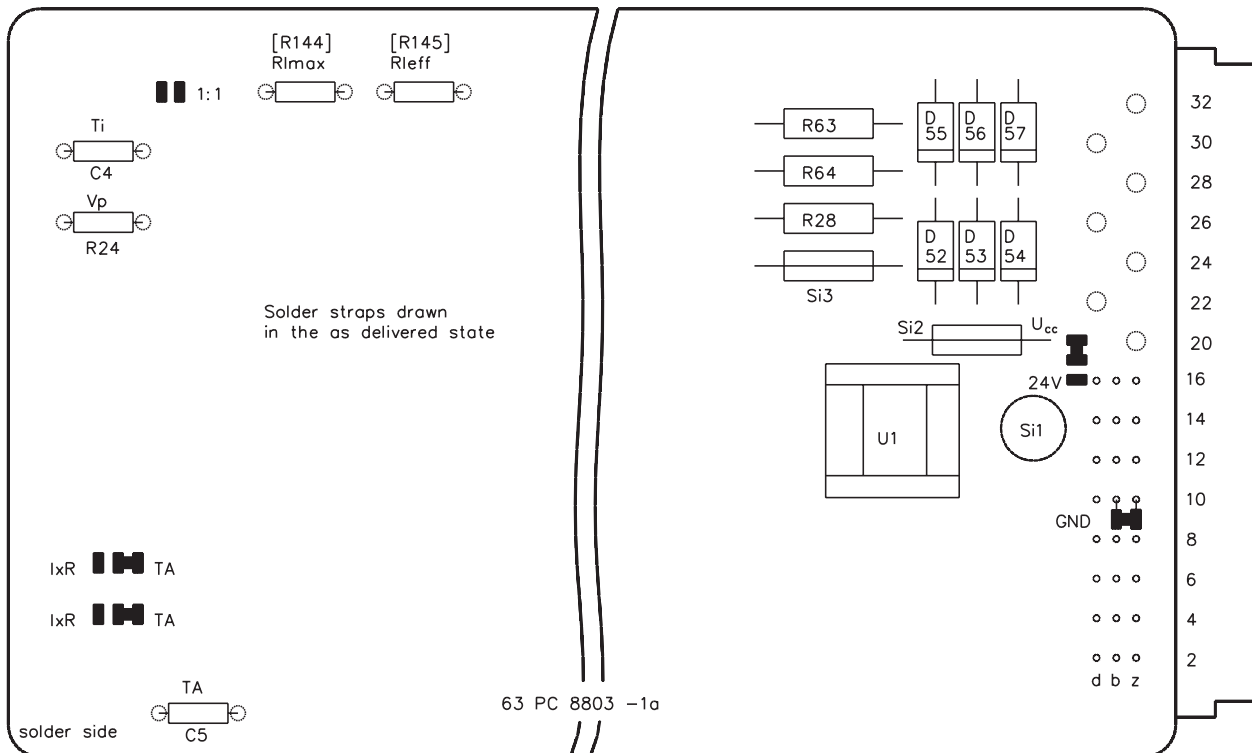 [R144]
RImax
[R145]
RIeff
1:1
Ti
C4
Vp
R24
Solder straps drawn
in the as delivered state
IxR
TA
IxR
TA
TA
C5
solder side
63 PC 8803 -1a
R63
R64
R28
Si3
D
55
D
56
D
57
D
52
D
53
D
54
Si2
Ucc
24V
U1
Si1
GND
32
30
28
26
24
22
20
16
14
12
10
8
6
4
2
d b z